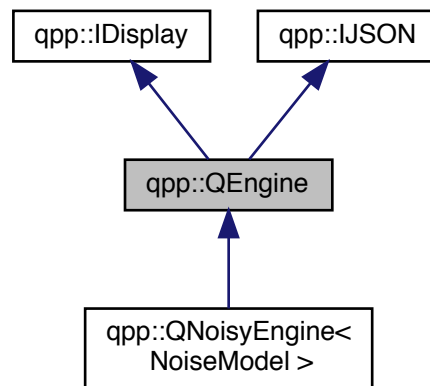 qpp::IDisplay
qpp::IJSON
qpp::QEngine
qpp::QNoisyEngine<
NoiseModel >